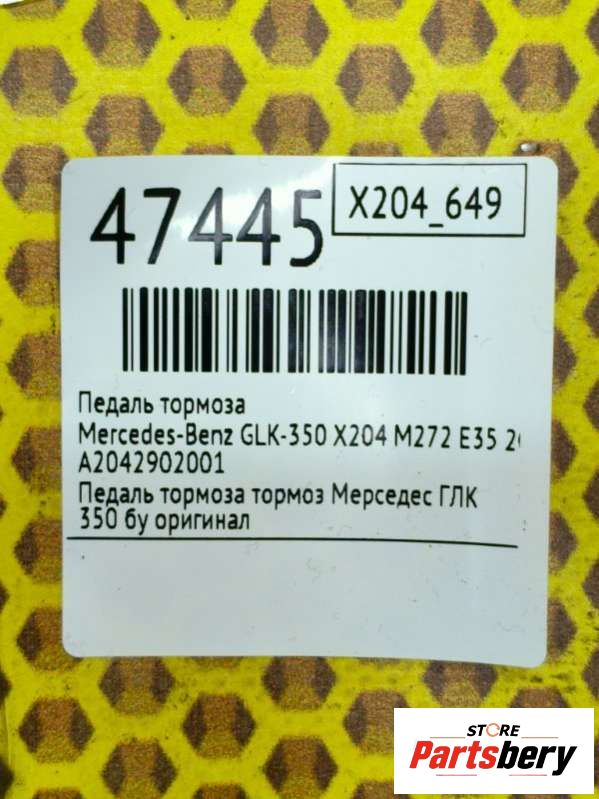 47445
X204_649
Педаль тормоза
Mercedes-Benz GLK-350 X204 M272 E35
A2042902001
Педаль тормоза тормоз Мерседес ГЛК
350 бу оригинал
STORE
Partsbery